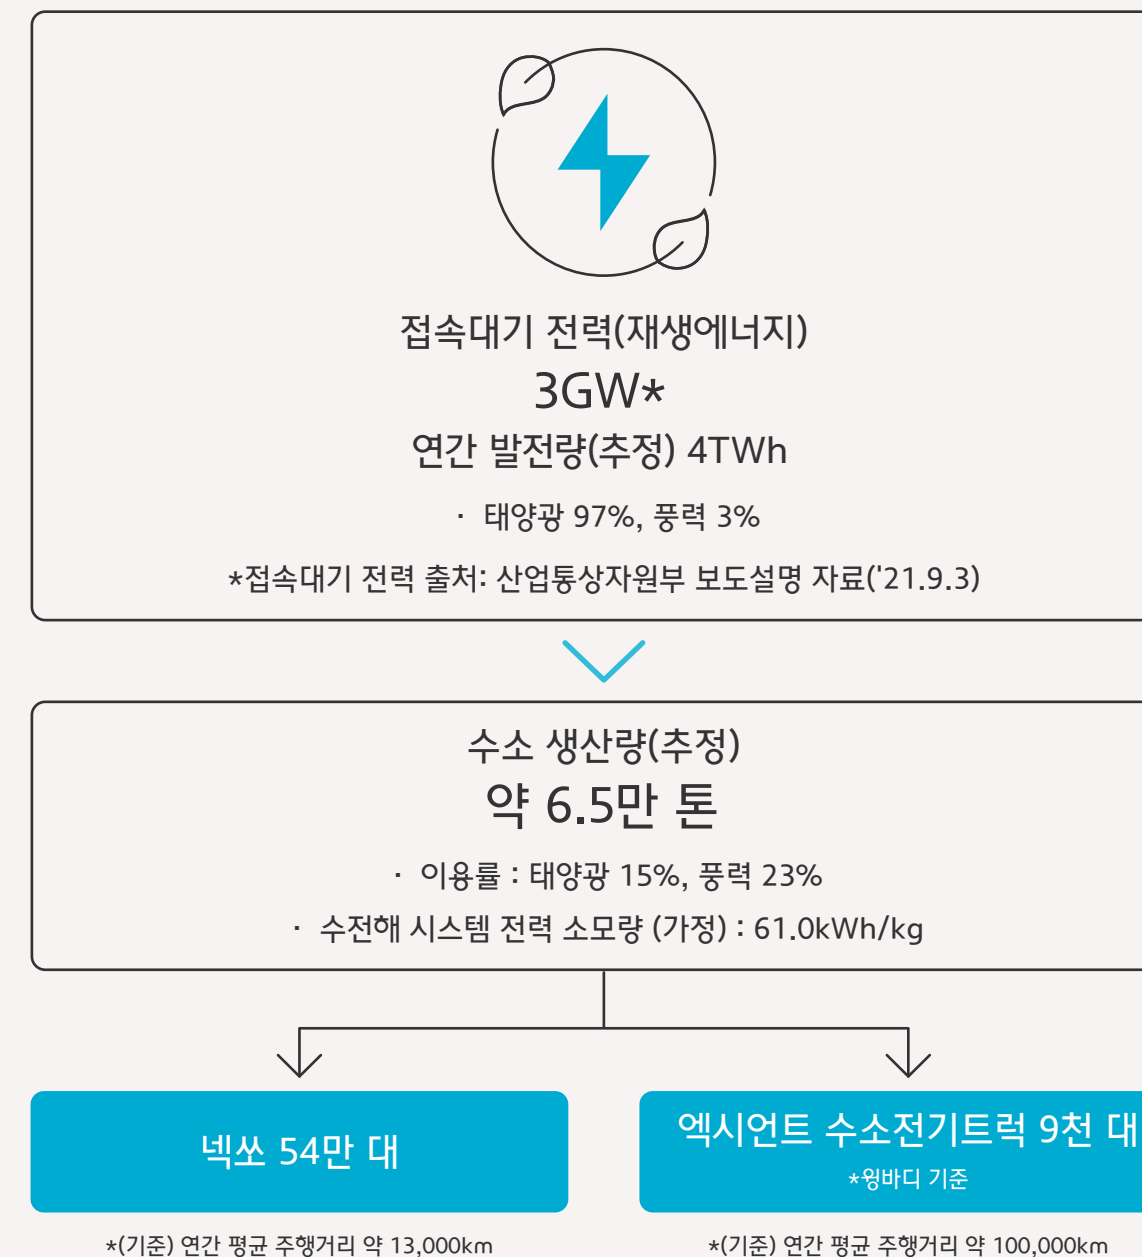 접속대기 전력(재생에너지)
3GW*
연간 발전량(추정) 4TWh
· 태양광 97%, 풍력 3%
*접속대기 전력 출처: 산업통상자원부 보도설명 자료('21.9.3)
수소 생산량(추정)
약 6.5만 톤
· 이용률 : 태양광 15%, 풍력 23%
· 수전해 시스템 전력 소모량 (가정) : 61.0kWh/kg
넥쏘 54만 대
*(기준) 연간 평균 주행거리 약 13,000km
엑시언트 수소전기트럭 9천 대
*윙바디 기준
*(기준) 연간 평균 주행거리 약 100,000km